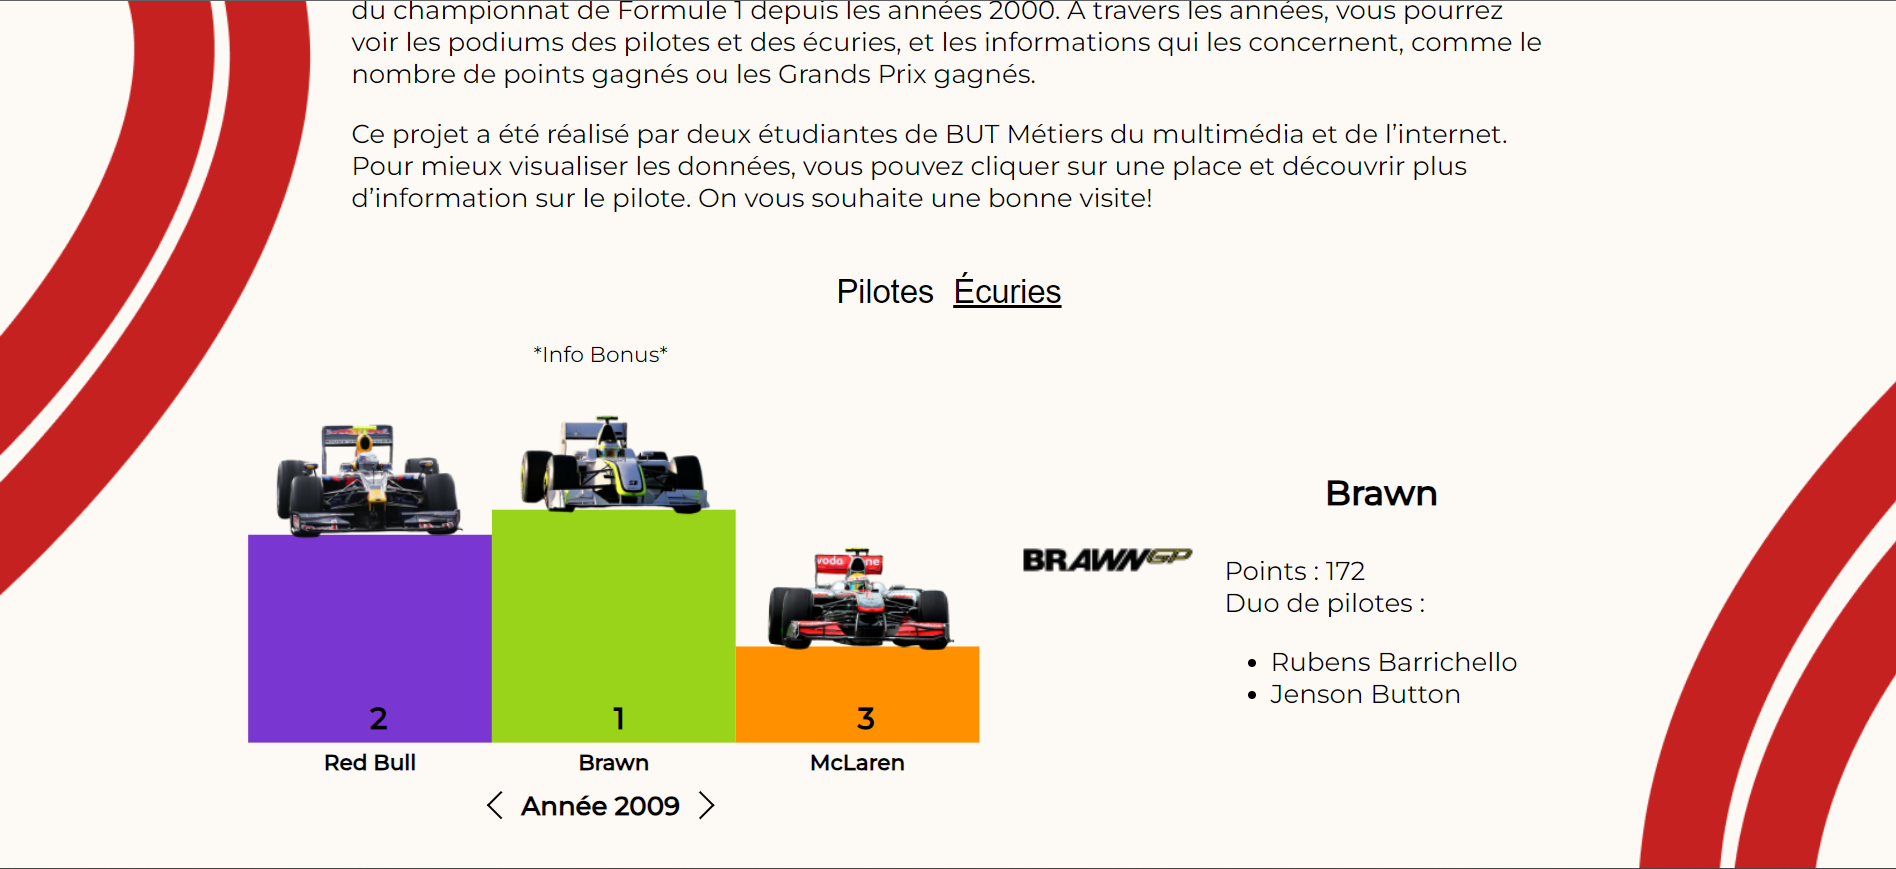 du championnat de Formule 1 depuis les années 2000. A travers les années, vous pourrez
voir les podiums des pilotes et des écuries, et les informations qui les concernent, comme le
nombre de points gagnés ou les Grands Prix gagnés.
Ce projet a été réalisé par deux étudiantes de BUT Métiers du multimédia et de l’internet.
Pour mieux visualiser les données, vous pouvez cliquer sur une place et découvrir plus
d’information sur le pilote. On vous souhaite une bonne visite!
Pilotes Écuries
*Info Bonus*
vodafone
2
1
3
Red Bull
Brawn
McLaren
Année 2009
Brawn
BRAWNGP
Points : 172
Duo de pilotes :
• Rubens Barrichello
• Jenson Button